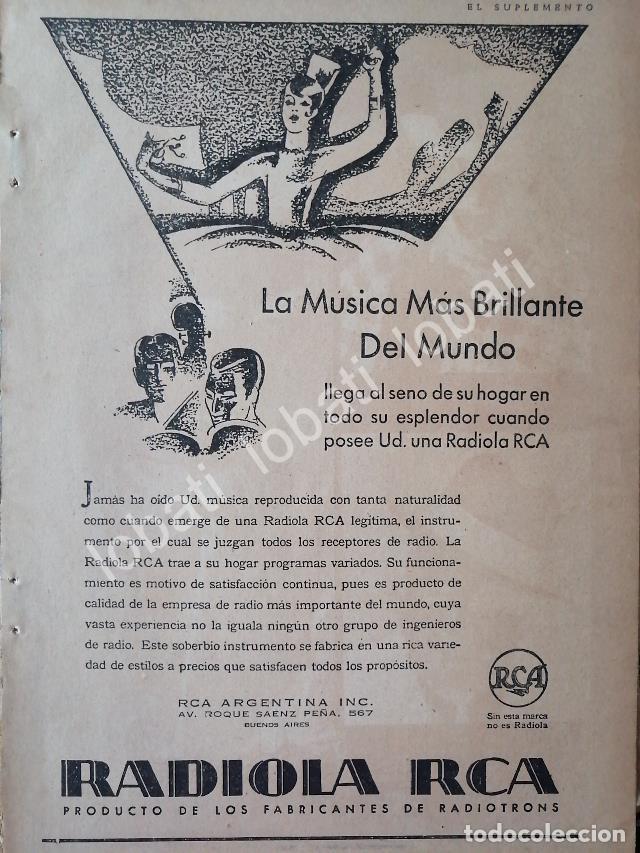 EL SUPLEMENTO
La Música Más Brillante
Del Mundo
llega al seno de su hogar en
todo su esplendor cuando
posee Ud. una Radiola RCA
Jamás ha oído Ud. música reproducida con tanta naturalidad
como cuando emerge de una Radiola RCA legítima, el instru-
mento por el cual se juzgan todos los receptores de radio. La
Radiola RCA trae a su hogar programas variados. Su funciona-
miento es motivo de satisfacción continua, pues es producto de
calidad de la empresa de radio más importante del mundo, cuya
vasta experiencia no la iguala ningún otro grupo de ingenieros
de radio. Este soberbio instrumento se fabrica en una rica varie-
dad de estilos a precios que satisfacen todos los propósitos.
RCA ARGENTINA INC.
AV. ROQUE SAENZ PEÑA, 567
BUENOS AIRES
RCA
Sin esta marca
no es Radiola
RADIOLA RCA
PRODUCTO DE LOS FABRICANTES DE RADIOTRONS
lobati lobati lobati
todocoleccion